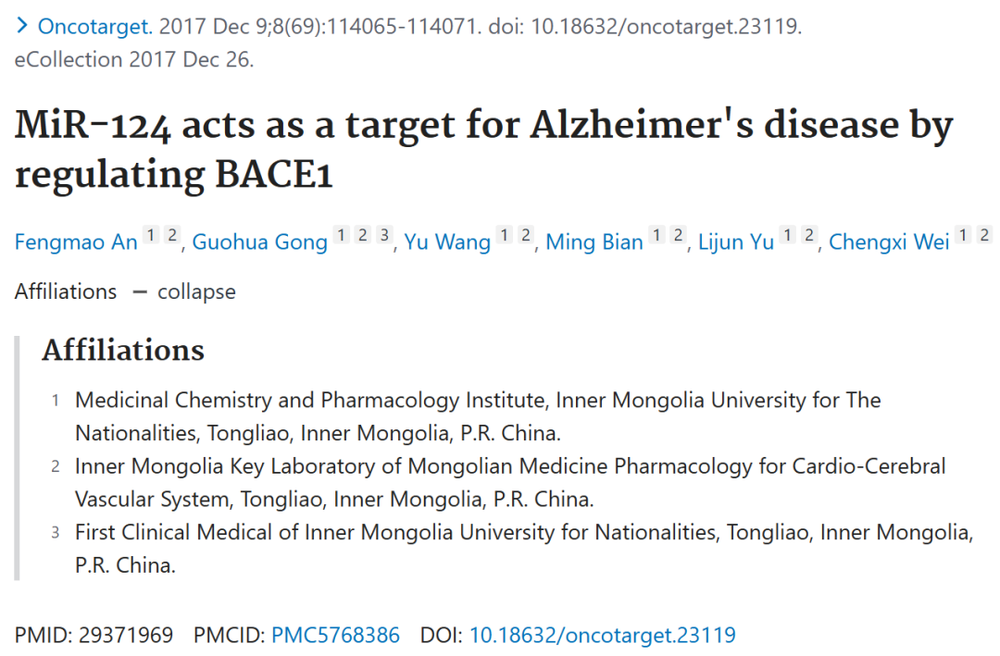 > Oncotarget. 2017 Dec 9;8(69):114065-114071. doi: 10.18632/oncotarget.23119.
eCollection 2017 Dec 26.
MiR-124 acts as a target for Alzheimer's disease by
regulating BACE1
Fengmao An 1 2, Guohua Gong 1 2 3, Yu Wang 1 2, Ming Bian 1 2, Lijun Yu 1 2, Chengxi Wei 1 2
Affiliations — collapse
Affiliations
1 Medicinal Chemistry and Pharmacology Institute, Inner Mongolia University for The
Nationalities, Tongliao, Inner Mongolia, P.R. China.
2 Inner Mongolia Key Laboratory of Mongolian Medicine Pharmacology for Cardio-Cerebral
Vascular System, Tongliao, Inner Mongolia, P.R. China.
3 First Clinical Medical of Inner Mongolia University for Nationalities, Tongliao, Inner Mongolia,
P.R. China.
PMID: 29371969 PMCID: PMC5768386 DOI: 10.18632/oncotarget.23119